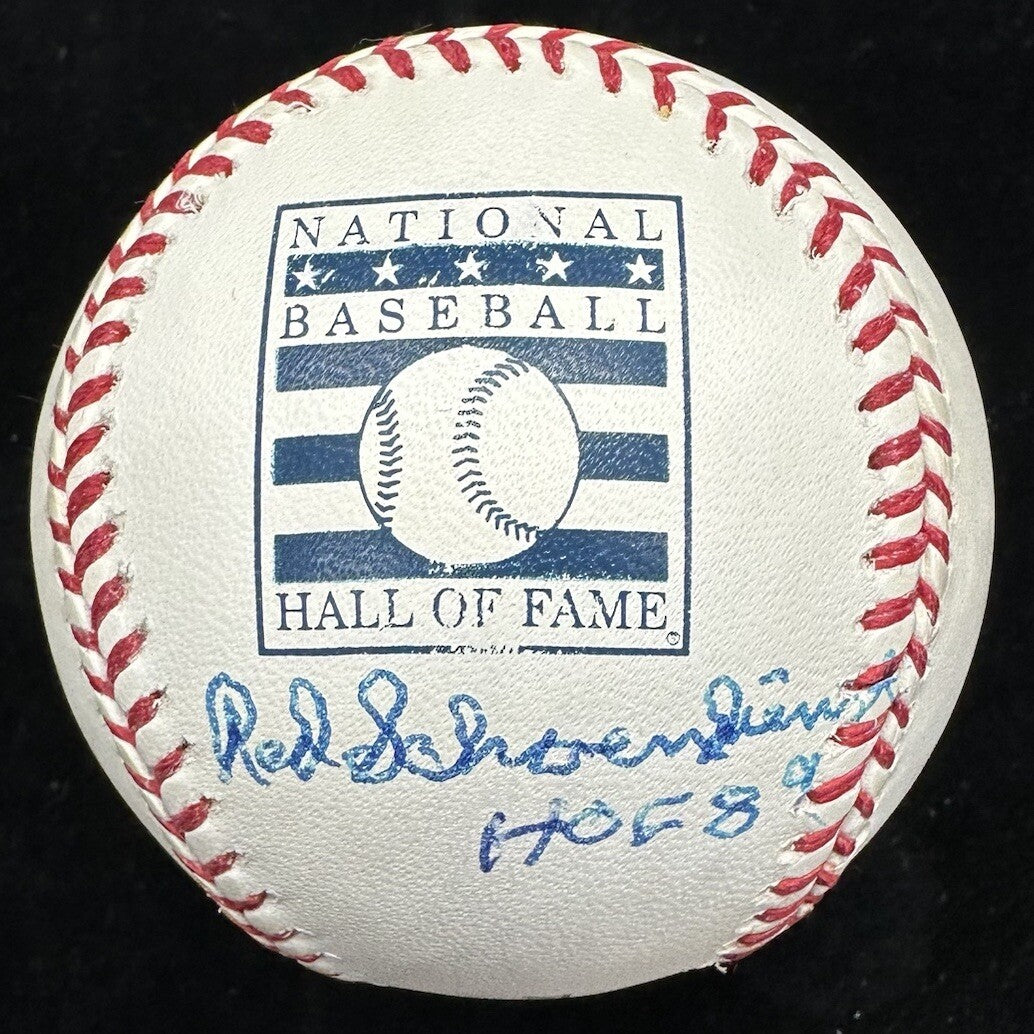 NATIONAL
BASEBALL
HALL OF FAME®
Red Schoendienst
HOF 89